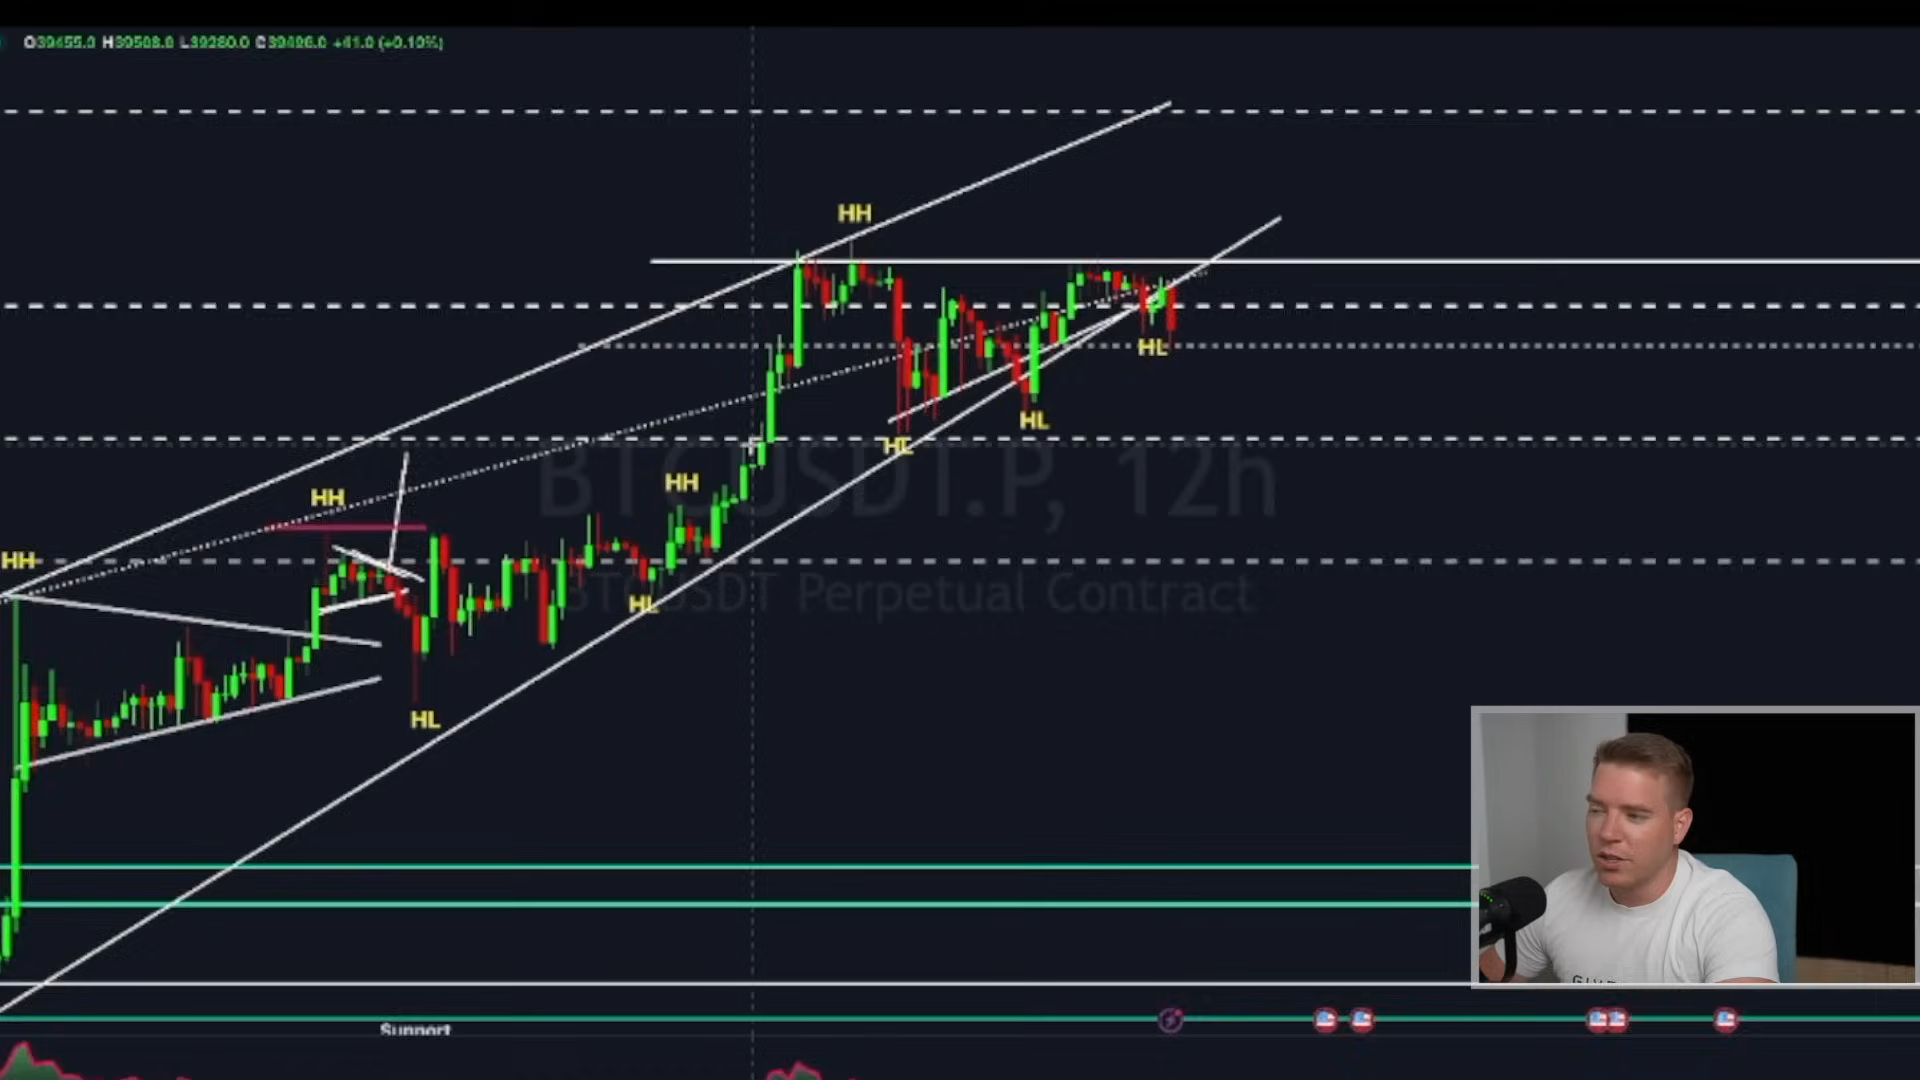 O39455.0 H39508.0 L39280.0 C39496.0 +41.0 (+0.10%)
HH
HH
HH
HH
HL
HL
HL
HL
HL
BTCUSDT.P, 12h
BTCUSDT Perpetual Contract
Support